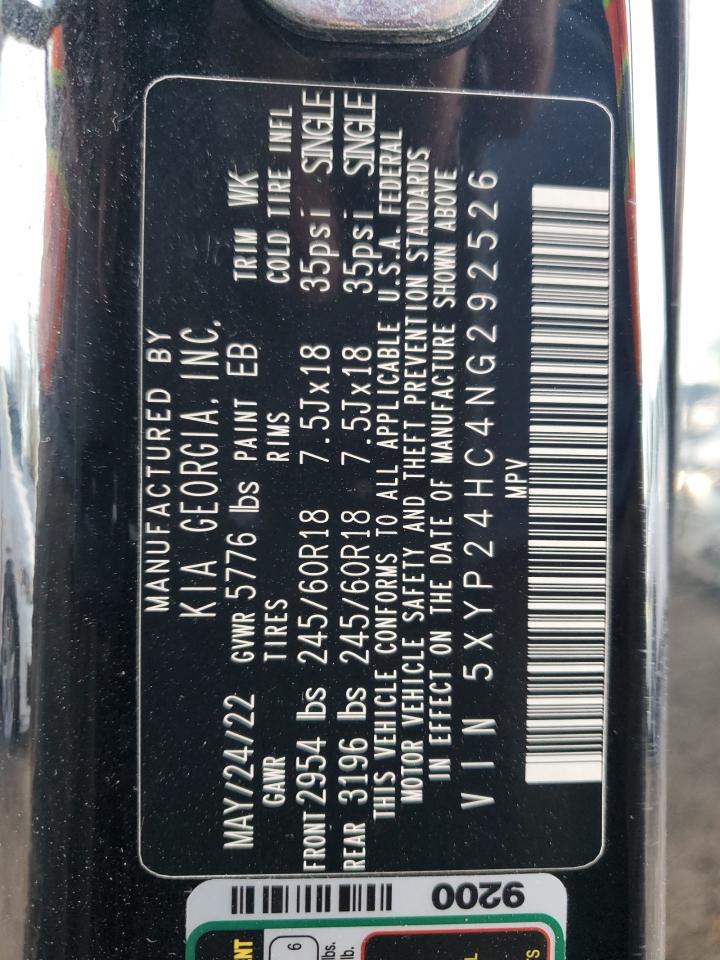 MANUFACTURED BY
KIA GEORGIA, INC.
MAY/24/22 GVWR 5776 lbs PAINT EB TRIM WK
GAWR TIRES RIMS COLD TIRE INFL
FRONT 2954 lbs 245/60R18 7.5Jx18 35psi SINGLE
REAR 3196 lbs 245/60R18 7.5Jx18 35psi SINGLE
THIS VEHICLE CONFORMS TO ALL APPLICABLE U.S.A. FEDERAL
MOTOR VEHICLE SAFETY AND THEFT PREVENTION STANDARDS
IN EFFECT ON THE DATE OF MANUFACTURE SHOWN ABOVE
VIN 5XYP24HC4NG292526
MPV
9200
6
lbs.
lb.